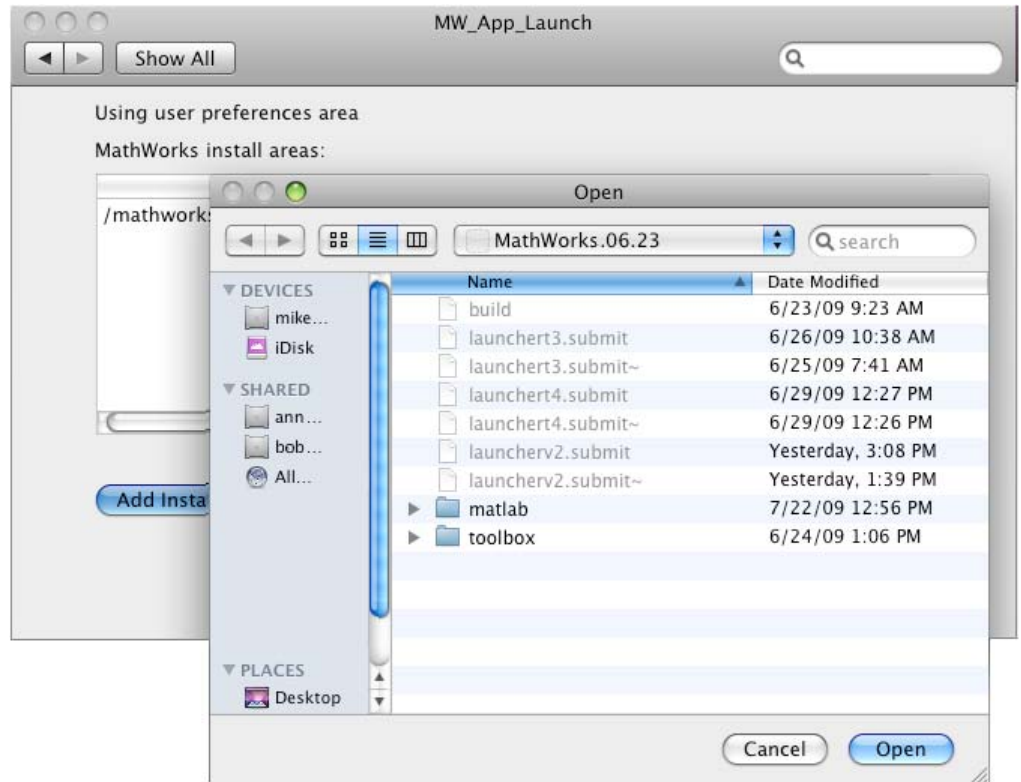 MW_App_Launch
Show All
Using user preferences area
MathWorks install areas:
Open
/mathworks
MathWorks.06.23
search
Name Date Modified
DEVICES
mike...
iDisk
SHARED
ann...
bob...
All...
PLACES
Desktop
build 6/23/09 9:23 AM
launchert3.submit 6/26/09 10:38 AM
launchert3.submit~ 6/25/09 7:41 AM
launchert4.submit 6/29/09 12:27 PM
launchert4.submit~ 6/29/09 12:26 PM
launcherv2.submit Yesterday, 3:08 PM
launcherv2.submit~ Yesterday, 1:39 PM
matlab 7/22/09 12:56 PM
toolbox 6/24/09 1:06 PM
Add Insta
Cancel Open